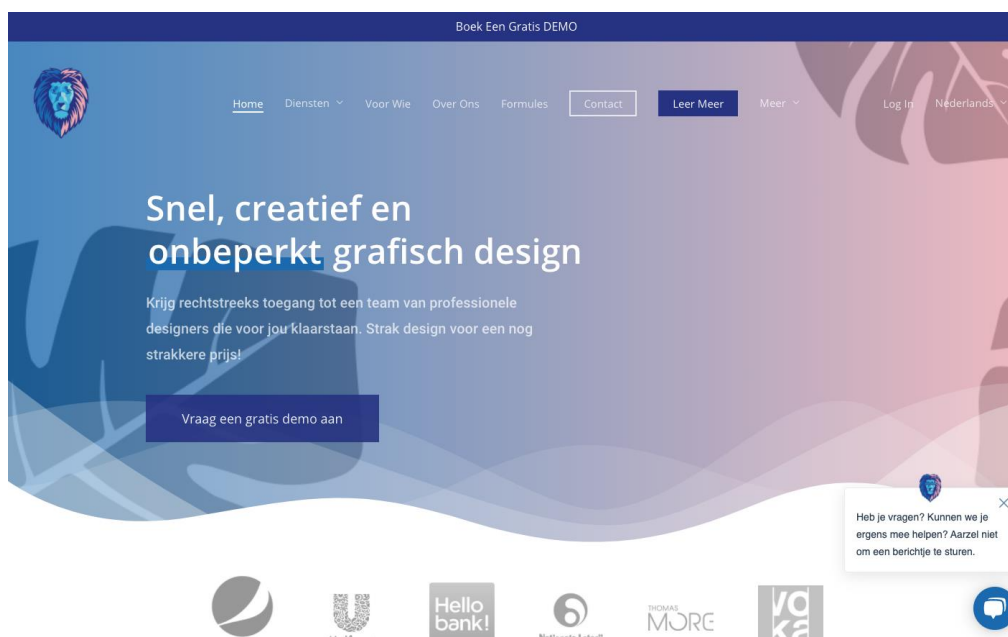 Boek Een Gratis DEMO
Home Diensten Voor Wie Over Ons Formules Contact Leer Meer Meer Log In Nederlands
Snel, creatief en
onbeperkt grafisch design
Krijg rechtstreeks toegang tot een team van professionele
designers die voor jou klaarstaan. Strak design voor een nog
strakkere prijs!
Vraag een gratis demo aan
Heb je vragen? Kunnen we je
ergens mee helpen? Aarzel niet
om een berichtje te sturen.
Hello
bank!
THOMAS
MORE
voka